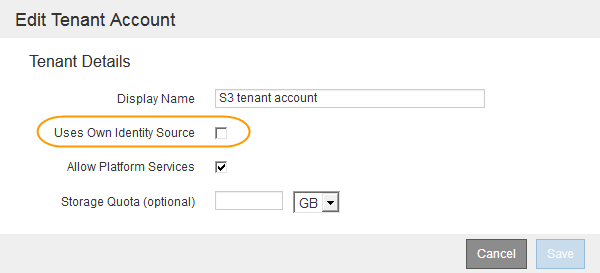 Edit Tenant Account
Tenant Details
Display Name S3 tenant account
Uses Own Identity Source
Allow Platform Services
Storage Quota (optional) GB
Cancel Save